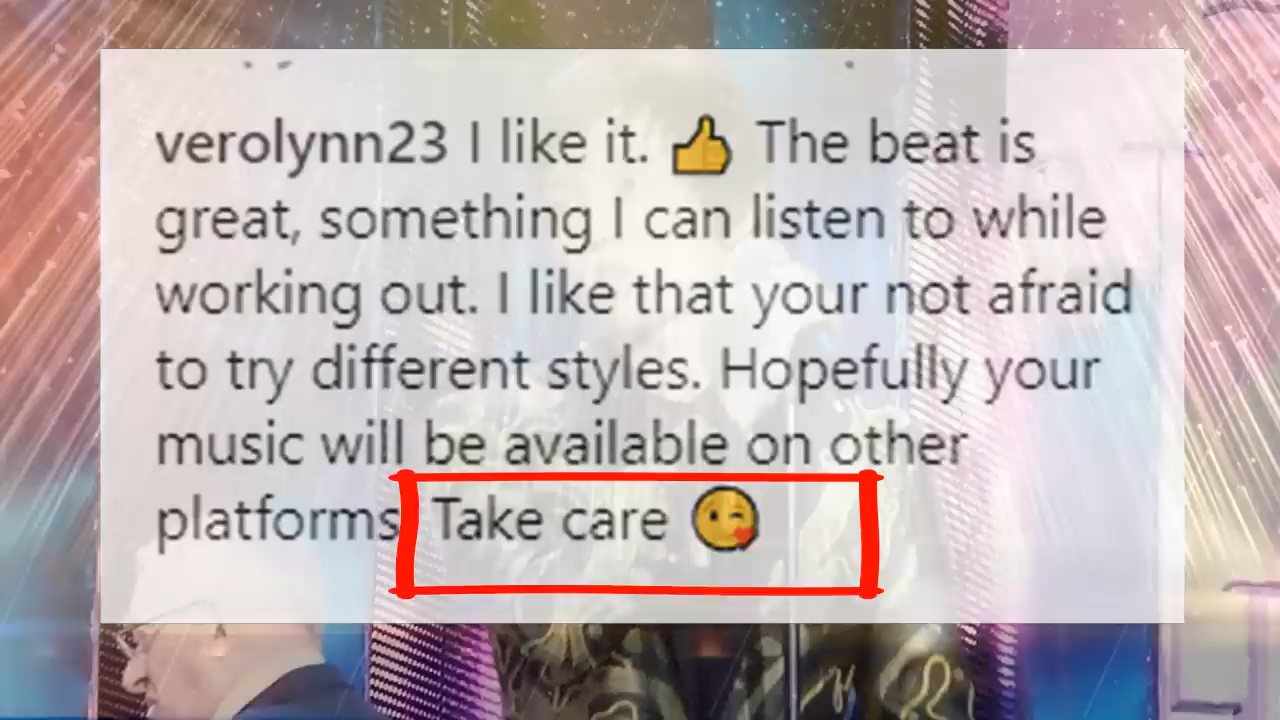 verolynn23 I like it. 👍 The beat is
great, something I can listen to while
working out. I like that your not afraid
to try different styles. Hopefully your
music will be available on other
platforms. Take care 😘